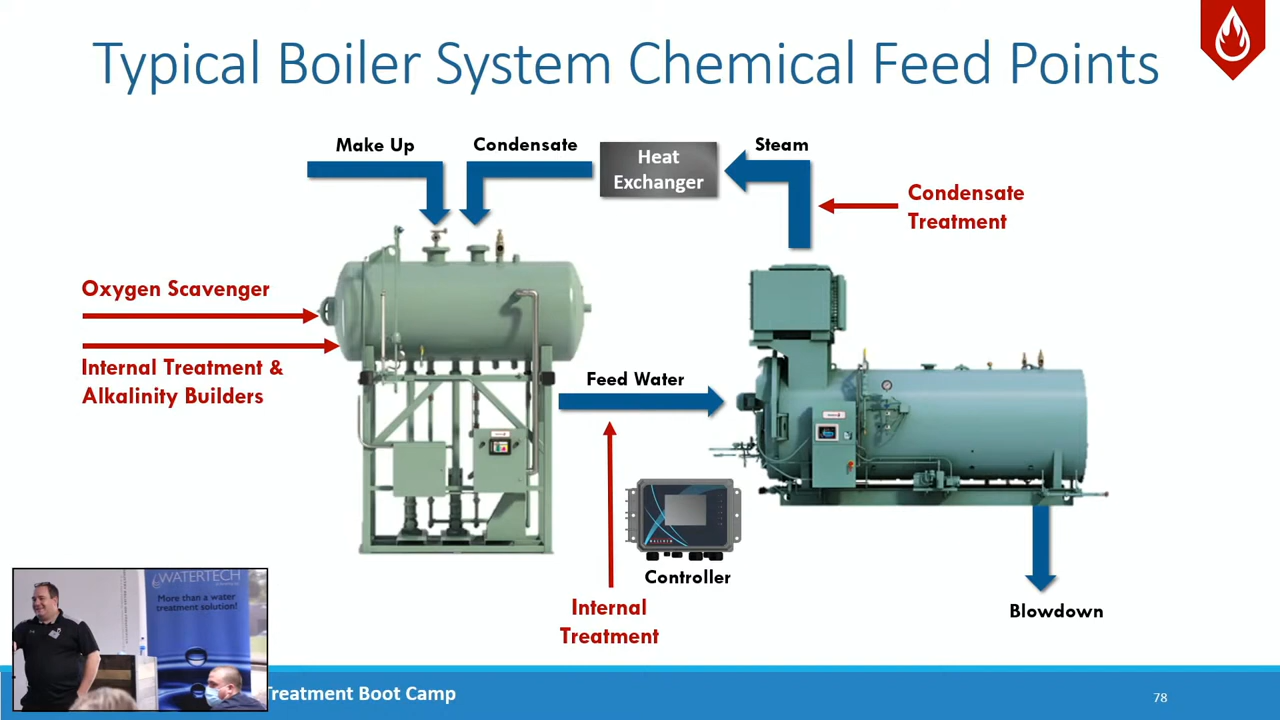 Typical Boiler System Chemical Feed Points
Make Up
Condensate
Heat
Exchanger
Steam
Condensate
Treatment
Oxygen Scavenger
Internal Treatment &
Alkalinity Builders
Feed Water
Controller
Internal
Treatment
Blowdown
WATERTECH
More than a water
treatment solution!
Treatment Boot Camp
78